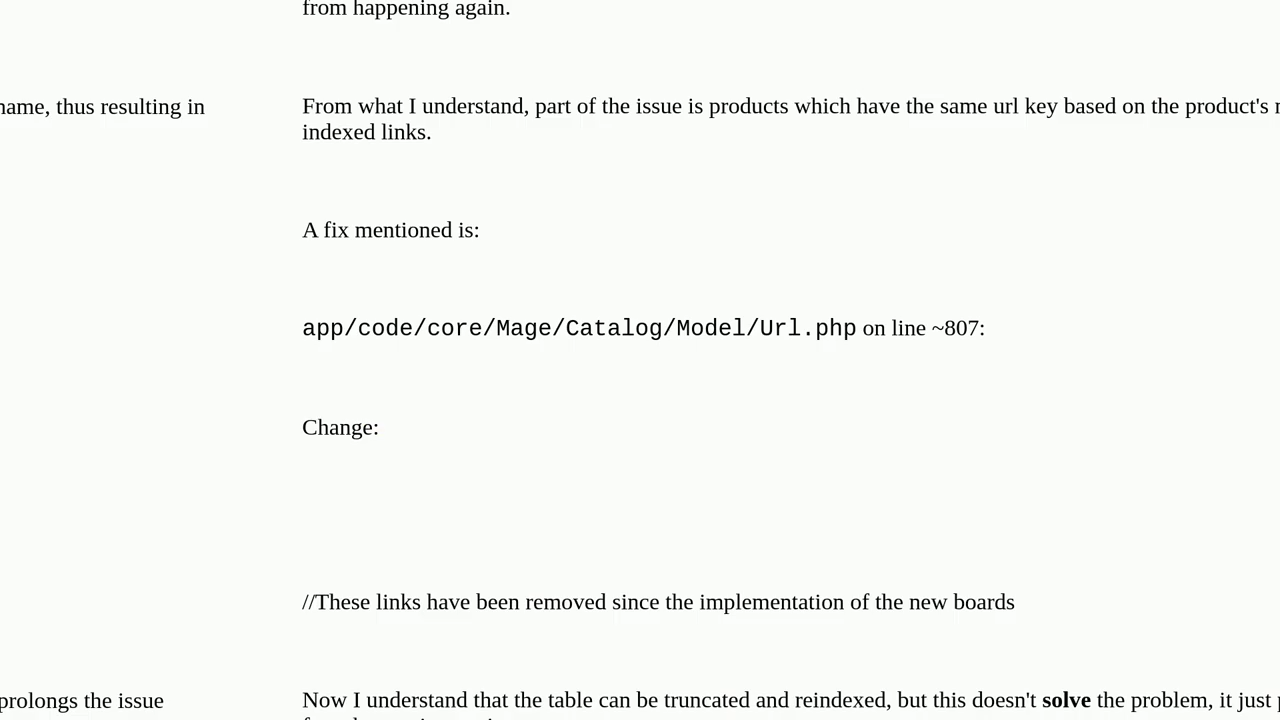 from happening again.
name, thus resulting in
From what I understand, part of the issue is products which have the same url key based on the product's
indexed links.
A fix mentioned is:
app/code/core/Mage/Catalog/Model/Url.php on line ~807:
Change:
//These links have been removed since the implementation of the new boards
prolongs the issue
Now I understand that the table can be truncated and reindexed, but this doesn't solve the problem, it just